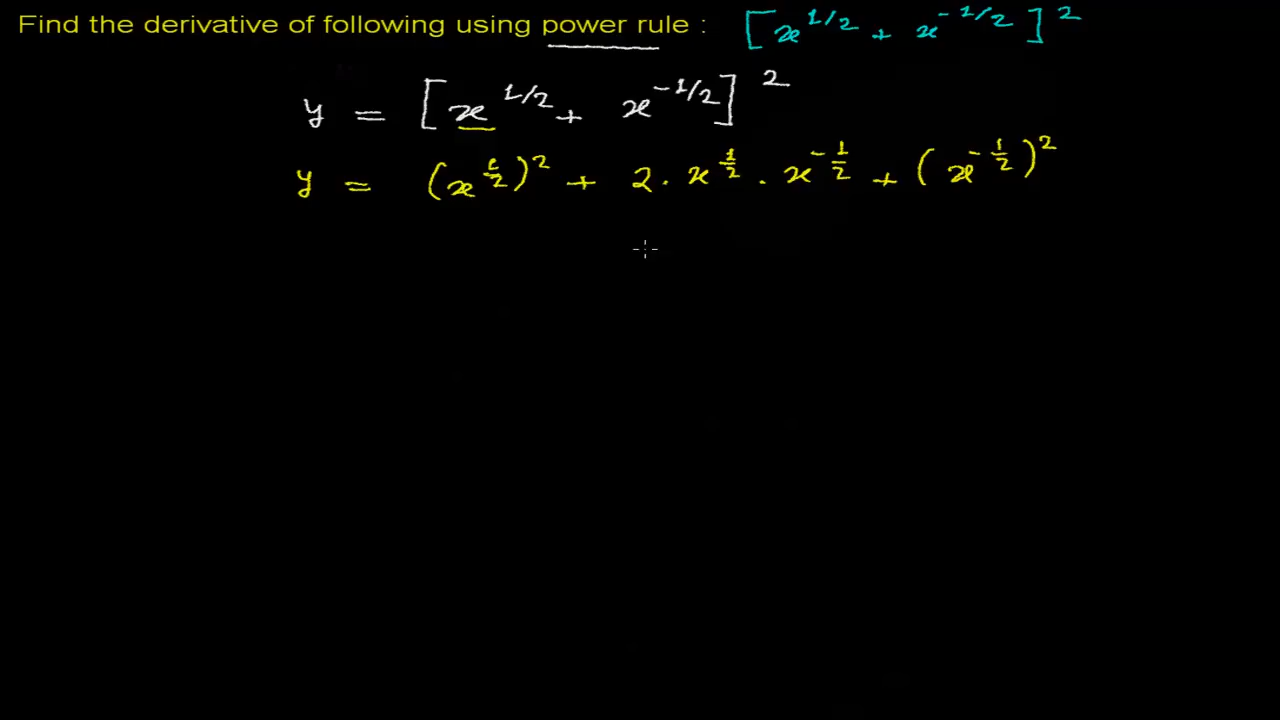 Find the derivative of following using power rule : [x^{1/2} + x^{-1/2}]^2
y = [x^{1/2} + x^{-1/2}]^2
y = (x^{1/2})^2 + 2 . x^{1/2} . x^{-1/2} + (x^{-1/2})^2